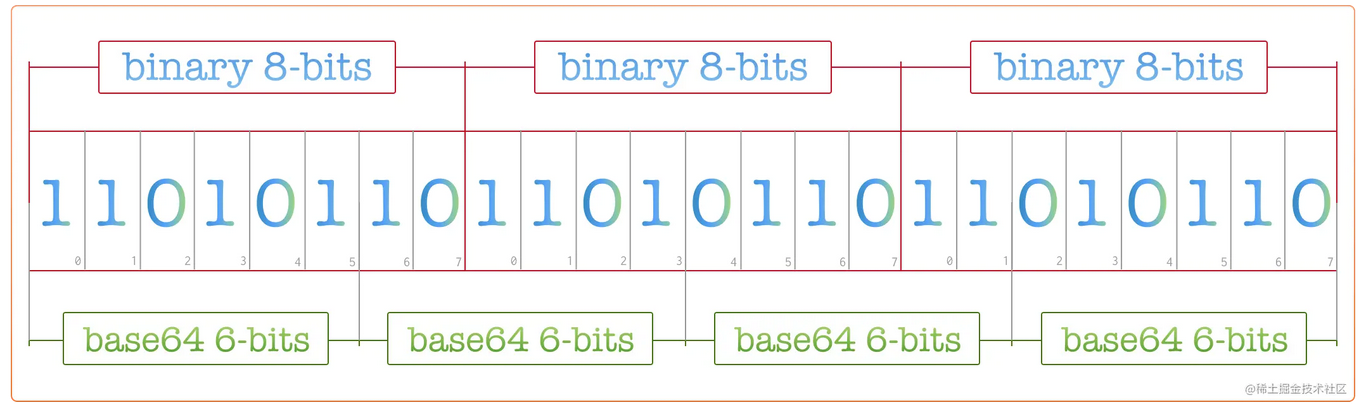 binary 8-bits binary 8-bits binary 8-bits
1 1 0 1 0 1 1 0 1 1 0 1 0 1 1 0 1 1 0 1 0 1 1 0
0 1 2 3 4 5 6 7 0 1 2 3 4 5 6 7 0 1 2 3 4 5 6 7
base64 6-bits base64 6-bits base64 6-bits base64 6-bits
@稀土掘金技术社区